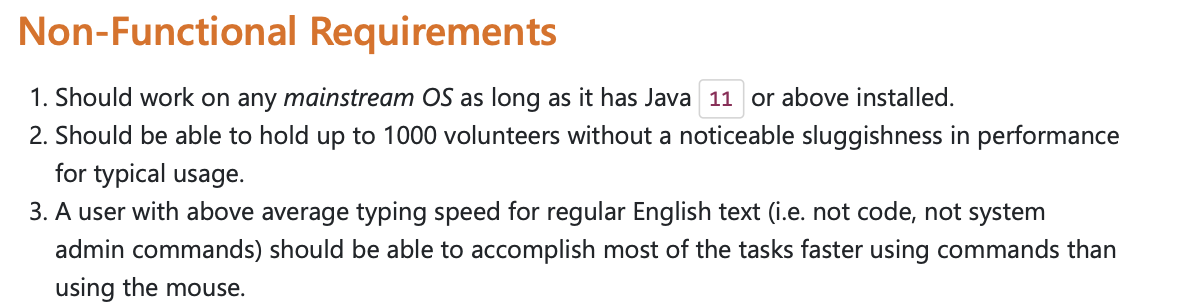 Non-Functional Requirements
1. Should work on any mainstream OS as long as it has Java 11 or above installed.
2. Should be able to hold up to 1000 volunteers without a noticeable sluggishness in performance
for typical usage.
3. A user with above average typing speed for regular English text (i.e. not code, not system
admin commands) should be able to accomplish most of the tasks faster using commands than
using the mouse.